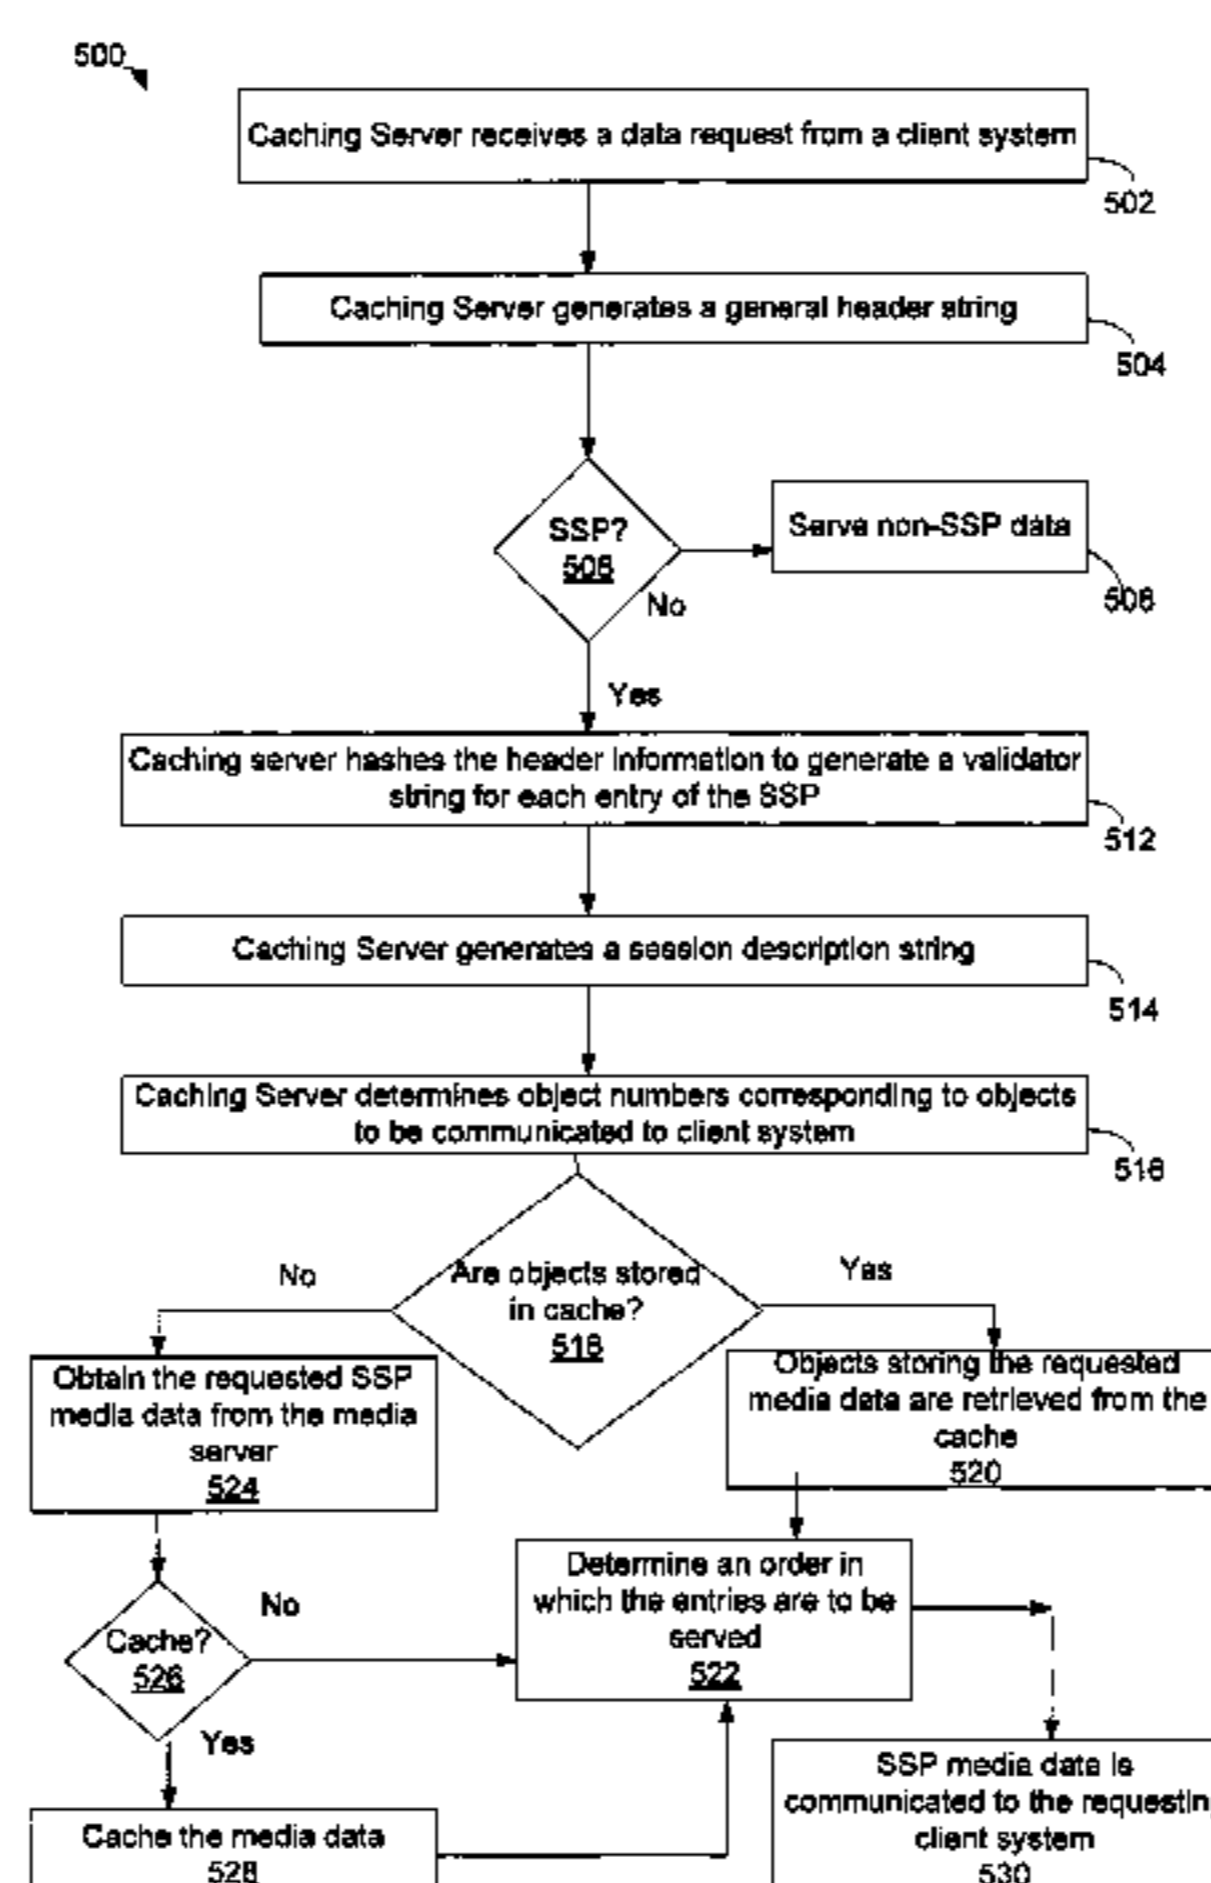 500
Caching Server receives a data request from a client system
502
Caching Server generates a general header string
504
SSP?
506
No
Serve non-SSP data
508
Yes
Caching server hashes the header information to generate a validator
string for each entry of the SSP
512
Caching Server generates a session description string
514
Caching Server determines object numbers corresponding to objects
to be communicated to client system
516
No
Are objects stored
in cache?
518
Yes
Obtain the requested SSP
media data from the media
server
524
Objects storing the requested
media data are retrieved from the
cache
520
Determine an order in
which the entries are to be
served
522
No
Cache?
526
Yes
Cache the media data
528
SSP media data is
communicated to the requesting
client system
530